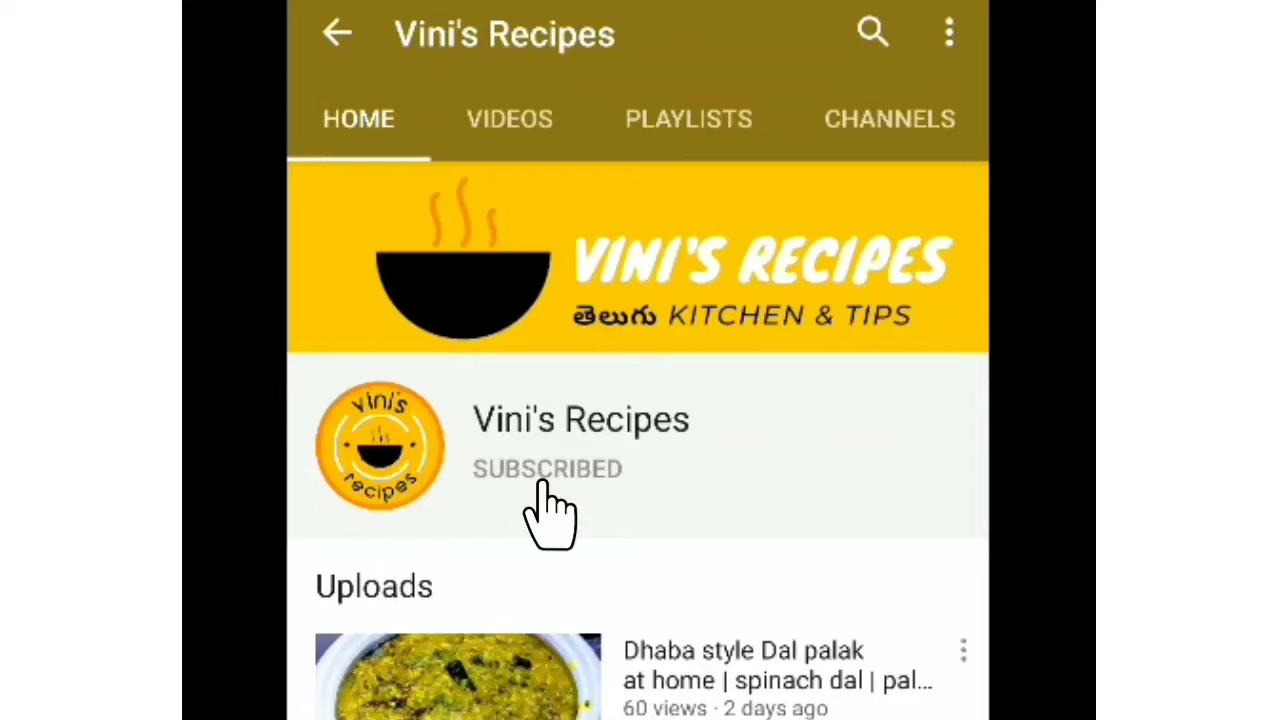 Vini's Recipes
HOME VIDEOS PLAYLISTS CHANNELS
VINI'S RECIPES
తెలుగు KITCHEN & TIPS
vini's
recipes
Vini's Recipes
SUBSCRIBED
Uploads
Dhaba style Dal palak
at home | spinach dal | pal...
60 views · 2 days ago